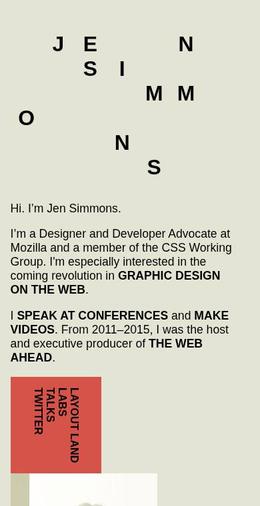 J E N
S I
M M
O
N
S
Hi. I’m Jen Simmons.
I’m a Designer and Developer Advocate at
Mozilla and a member of the CSS Working
Group. I’m especially interested in the
coming revolution in GRAPHIC DESIGN
ON THE WEB.
I SPEAK AT CONFERENCES and MAKE
VIDEOS. From 2011–2015, I was the host
and executive producer of THE WEB
AHEAD.
LAYOUT LAND
LABS
TALKS
TWITTER